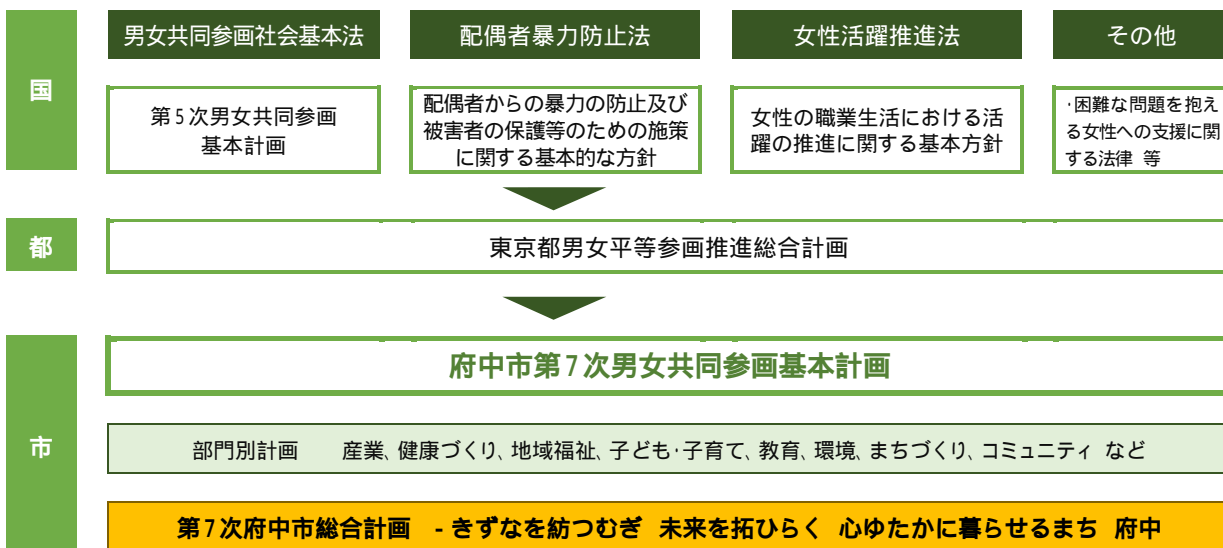 国
男女共同参画社会基本法
配偶者暴力防止法
女性活躍推進法
その他
第5次男女共同参画
基本計画
配偶者からの暴力の防止及び
被害者の保護等のための施策
に関する基本的な方針
女性の職業生活における活
躍の推進に関する基本方針
・困難な問題を抱え
る女性への支援に関
する法律 等
都
東京都男女平等参画推進総合計画
市
府中市第7次男女共同参画基本計画
部門別計画 産業、健康づくり、地域福祉、子ども・子育て、教育、環境、まちづくり、コミュニティ など
第7次府中市総合計画 - きずなを紡つむぎ 未来を拓ひらく 心ゆたかに暮らせるまち 府中